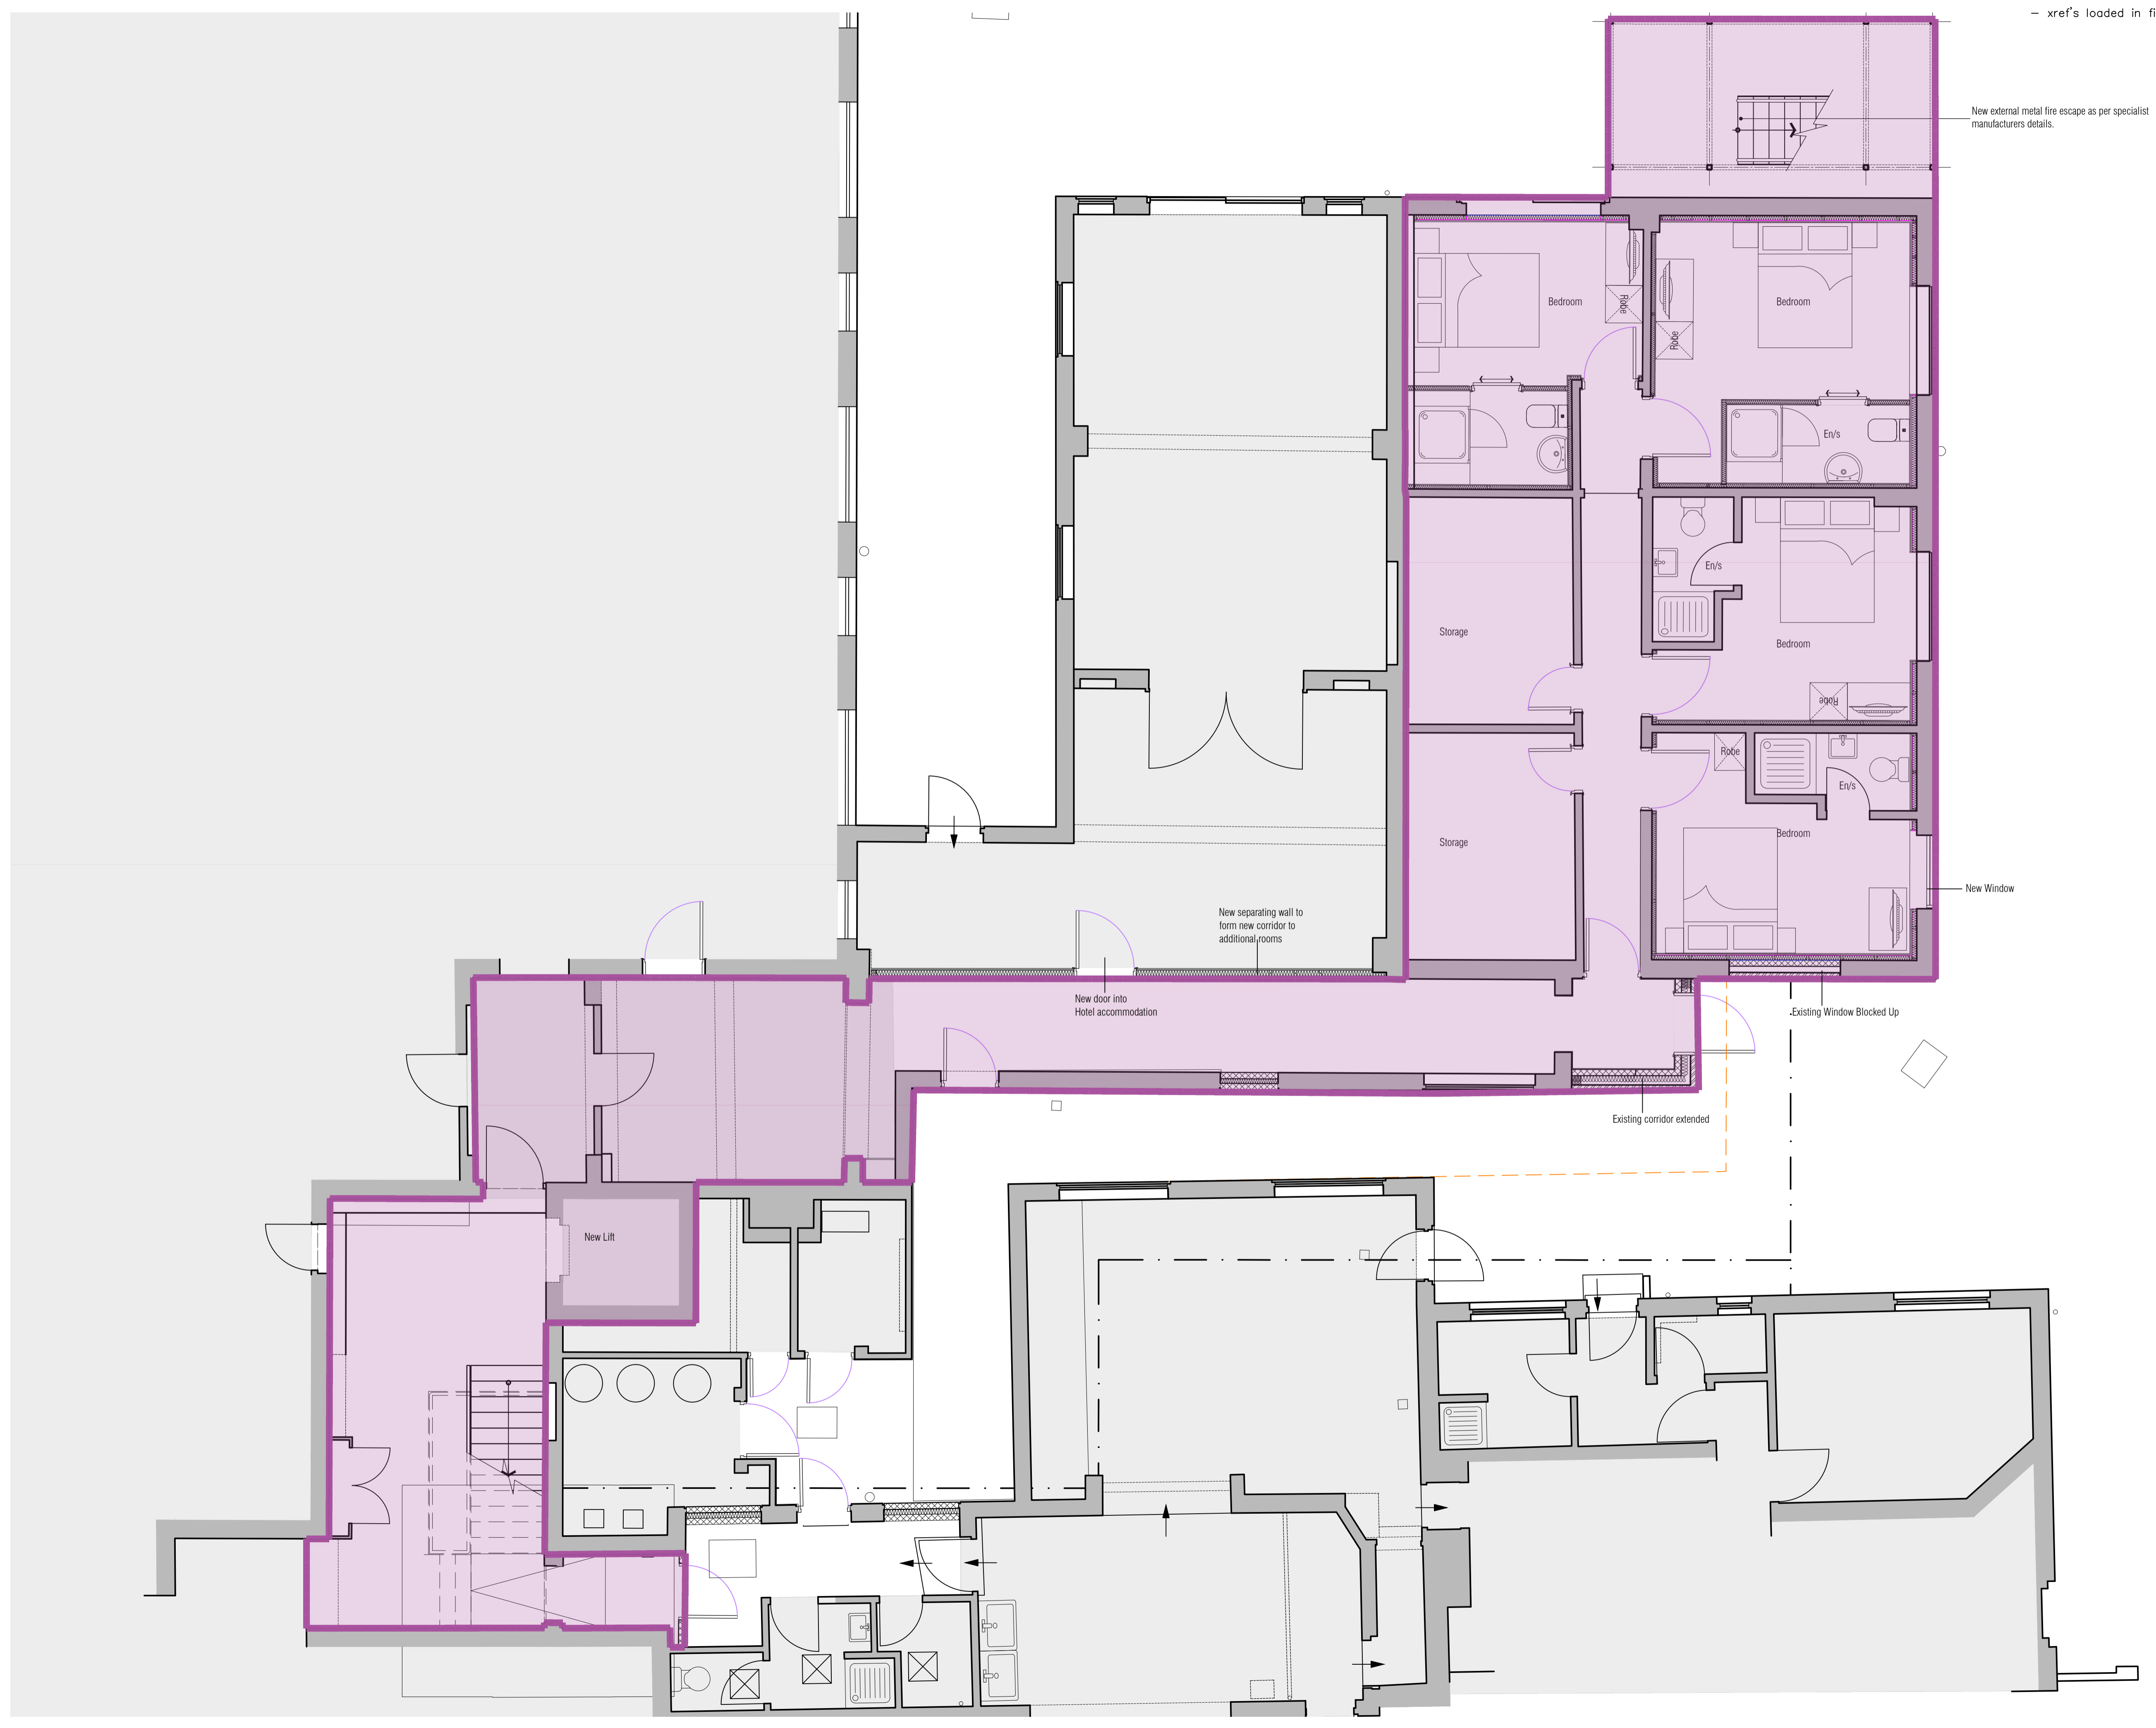 - xref's loaded in fi
New external metal fire escape as per specialist
manufacturers details.
Bedroom
Robe
Bedroom
Robe
En/s
En/s
Storage
Bedroom
Robe
Robe
En/s
Storage
Bedroom
New Window
New separating wall to
form new corridor to
additional rooms
New door into
Hotel accommodation
Existing Window Blocked Up
Existing corridor extended
New Lift